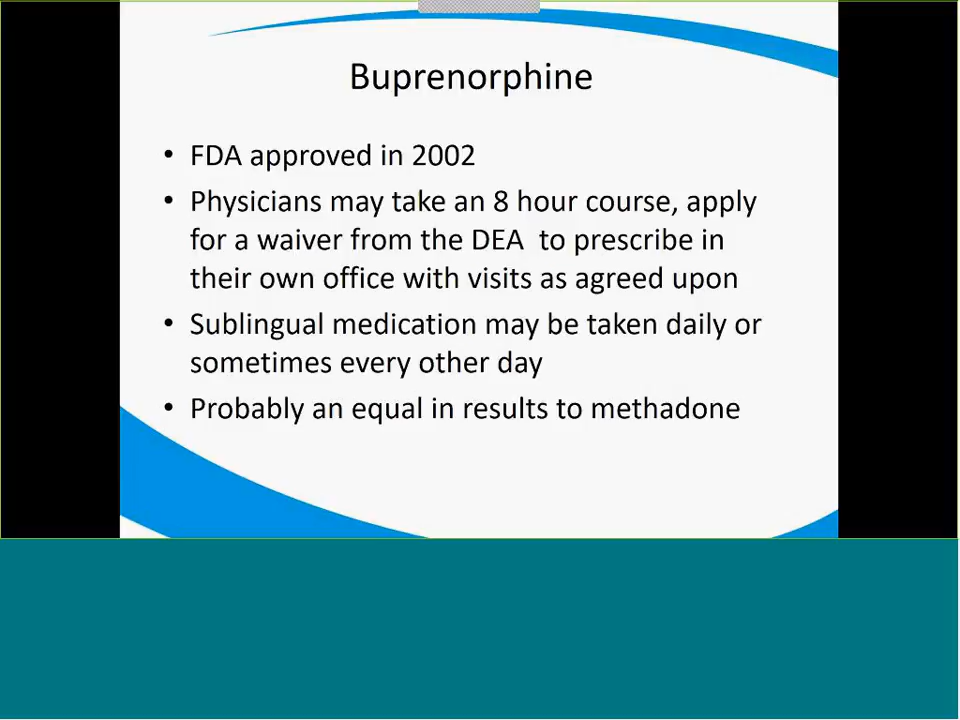 Buprenorphine
• FDA approved in 2002
• Physicians may take an 8 hour course, apply
for a waiver from the DEA  to prescribe in
their own office with visits as agreed upon
• Sublingual medication may be taken daily or
sometimes every other day
• Probably an equal in results to methadone